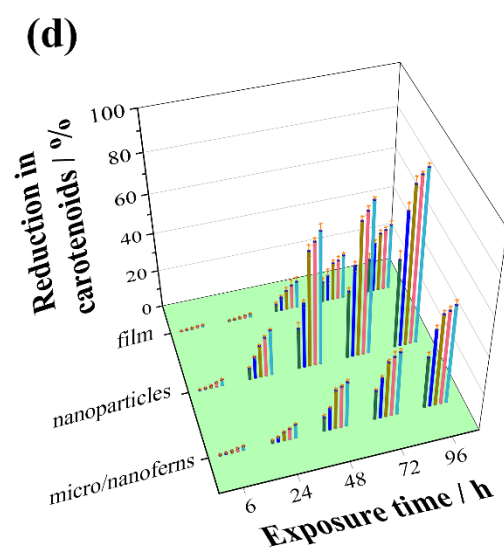 (d)
Reduction in
carotenoids / %
100
80
60
40
20
0
film
nanoparticles
micro/nanoferns
6
24
48
72
96
Exposure time / h